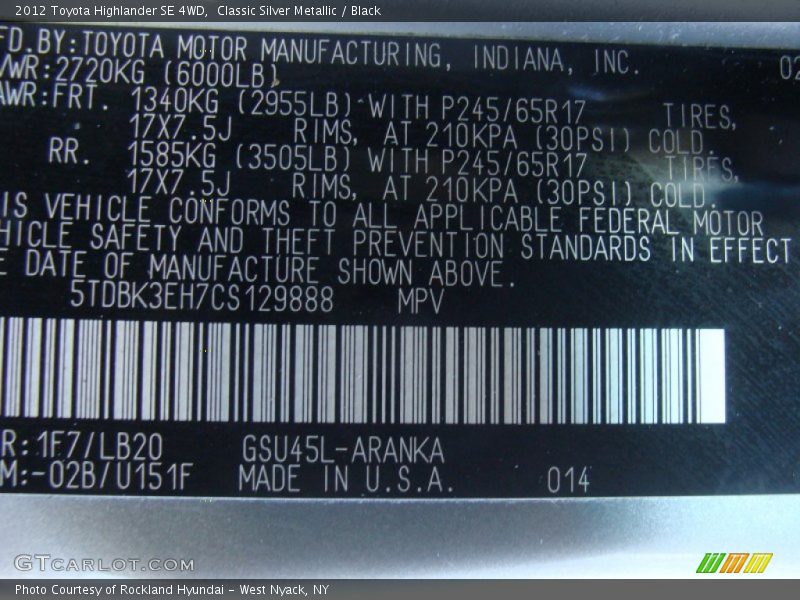 2012 Toyota Highlander SE 4WD,  Classic Silver Metallic / Black
FD.BY:TOYOTA MOTOR MANUFACTURING, INDIANA, INC. 02
VWR:2720KG (6000LB)
AWR:FRT. 1340KG (2955LB) WITH P245/65R17 TIRES,
17X7.5J RIMS, AT 210KPA (30PSI) COLD.
RR. 1585KG (3505LB) WITH P245/65R17 TIRES,
17X7.5J RIMS, AT 210KPA (30PSI) COLD.
IS VEHICLE CONFORMS TO ALL APPLICABLE FEDERAL MOTOR
HICLE SAFETY AND THEFT PREVENTION STANDARDS IN EFFECT
E DATE OF MANUFACTURE SHOWN ABOVE.
5TDBK3EH7CS129888 MPV
R:1F7/LB20 GSU45L-ARANKA
M:-02B/U151F MADE IN U.S.A. 014
GTCARLOT.COM
Photo Courtesy of Rockland Hyundai - West Nyack, NY